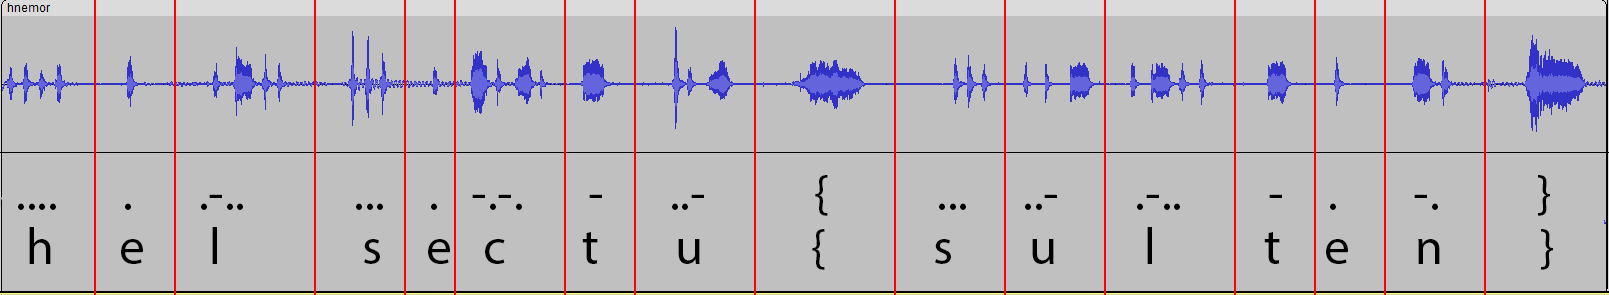 hnemor
.... . .-.. ... . -.-. - ..- { ... ..- .-.. - . -. }
h e l s e c t u { s u l t e n }